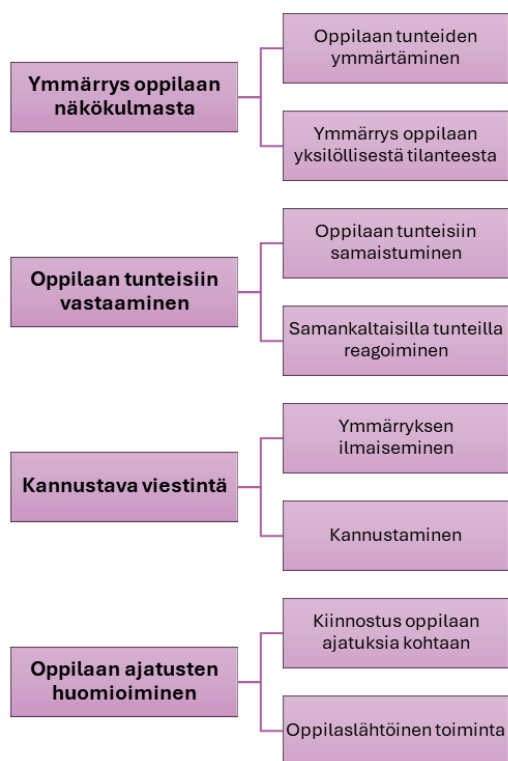 Ymmärrys oppilaan
näkökulmasta
Oppilaan tunteiden
ymmärtäminen
Ymmärrys oppilaan
yksilöllisestä tilanteesta
Oppilaan tunteisiin
vastaaminen
Oppilaan tunteisiin
samaistuminen
Samankaltaisilla tunteilla
reagoiminen
Kannustava viestintä
Ymmärryksen
ilmaiseminen
Kannustaminen
Oppilaan ajatusten
huomioiminen
Kiinnostus oppilaan
ajatuksia kohtaan
Oppilaslähtöinen toiminta